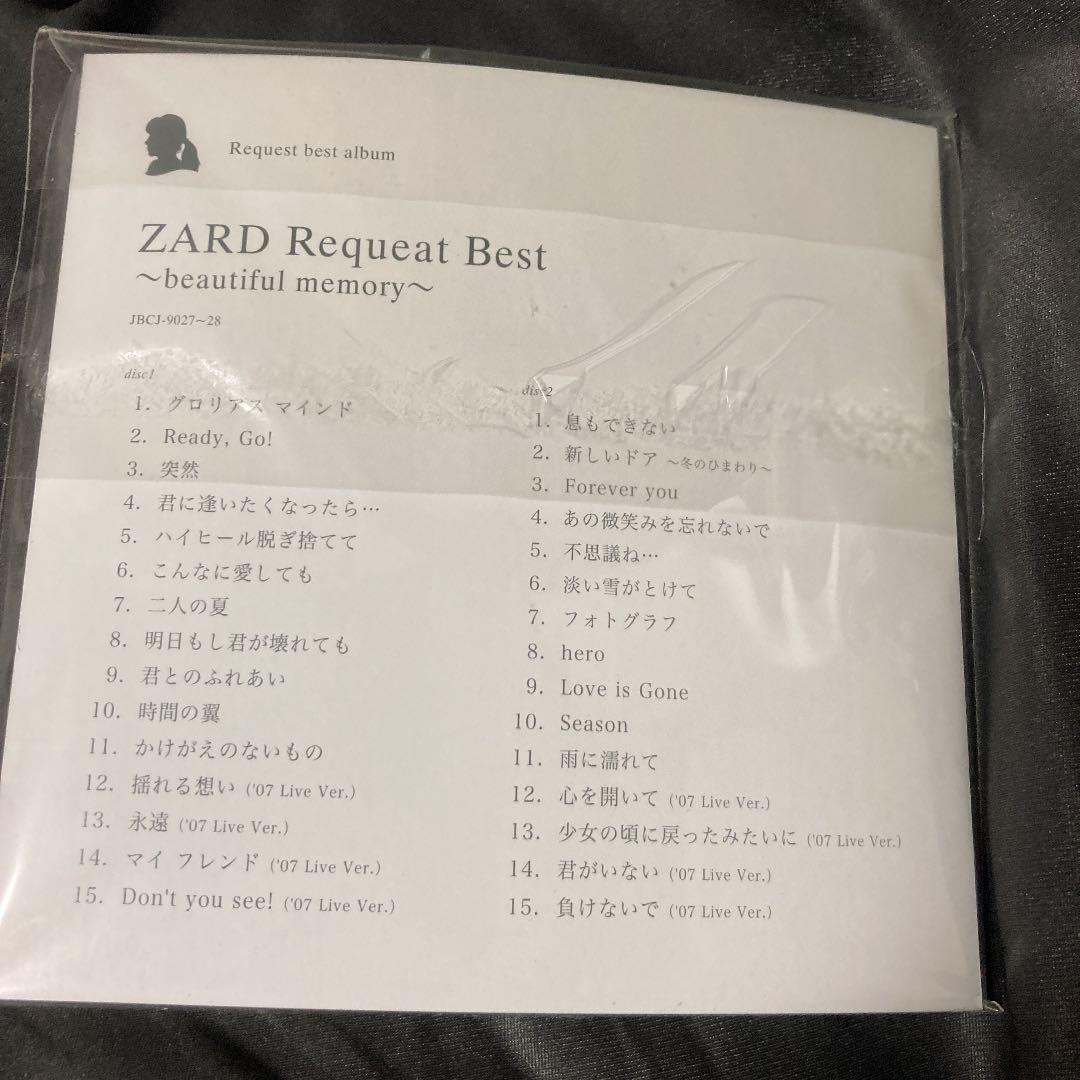 Request best album
ZARD Requeat Best
～beautiful memory～
JBCJ-9027～28
disc1
1. グロリアス マインド
2. Ready, Go!
3. 突然
4. 君に逢いたくなったら…
5. ハイヒール脱ぎ捨てて
6. こんなに愛しても
7. 二人の夏
8. 明日もし君が壊れても
9. 君とのふれあい
10. 時間の翼
11. かけがえのないもの
12. 揺れる想い ('07 Live Ver.)
13. 永遠 ('07 Live Ver.)
14. マイ フレンド ('07 Live Ver.)
15. Don't you see! ('07 Live Ver.)
disc2
1. 息もできない
2. 新しいドア ～冬のひまわり～
3. Forever you
4. あの微笑みを忘れないで
5. 不思議ね…
6. 淡い雪がとけて
7. フォトグラフ
8. hero
9. Love is Gone
10. Season
11. 雨に濡れて
12. 心を開いて ('07 Live Ver.)
13. 少女の頃に戻ったみたいに ('07 Live Ver.)
14. 君がいない ('07 Live Ver.)
15. 負けないで ('07 Live Ver.)